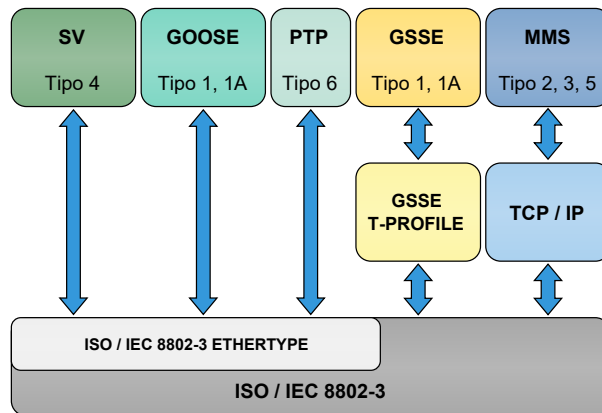 SV
Tipo 4
GOOSE
Tipo 1, 1A
PTP
Tipo 6
GSSE
Tipo 1, 1A
MMS
Tipo 2, 3, 5
GSSE
T-PROFILE
TCP / IP
ISO / IEC 8802-3 ETHERTYPE
ISO / IEC 8802-3